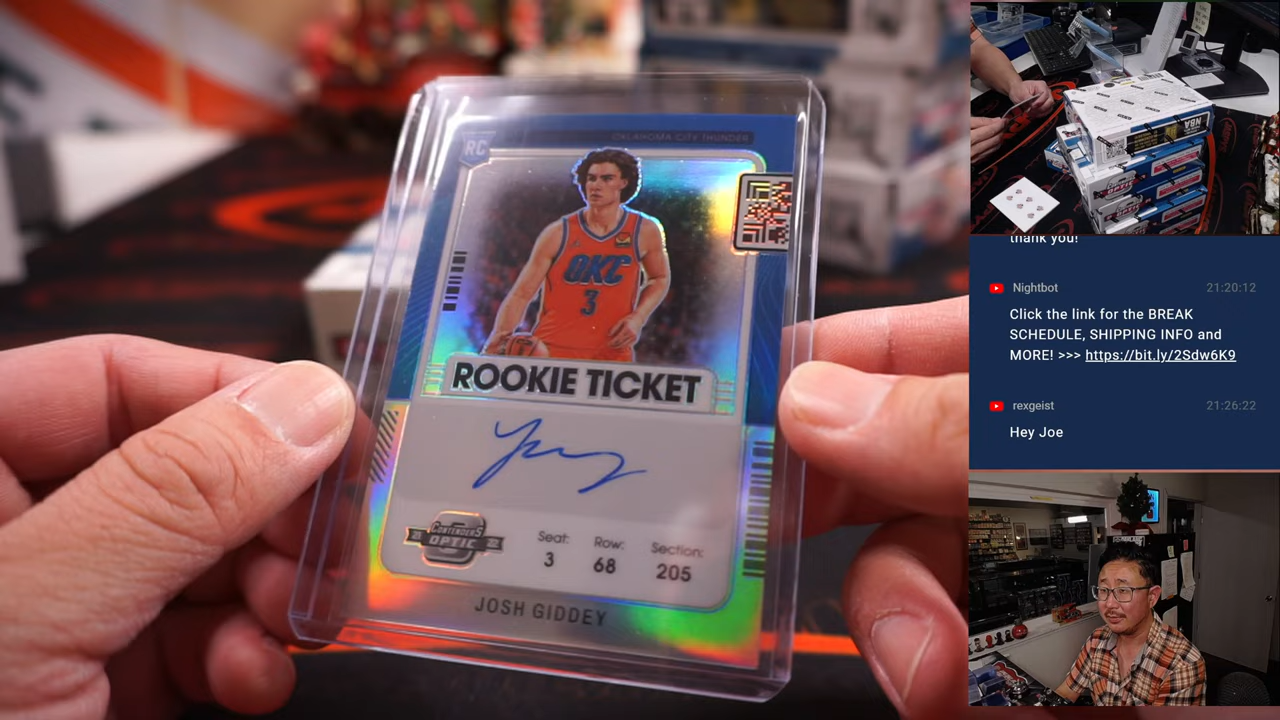 RC
OKLAHOMA CITY THUNDER
OKC
3
ROOKIE TICKET
CONTENDERS
OPTIC
Seat: Row: Section:
3 68 205
JOSH GIDDEY
NBA
OPTIC
thank you!
Nightbot 21:20:12
Click the link for the BREAK
SCHEDULE, SHIPPING INFO and
MORE! >>> https://bit.ly/2Sdw6K9
rexgeist 21:26:22
Hey Joe